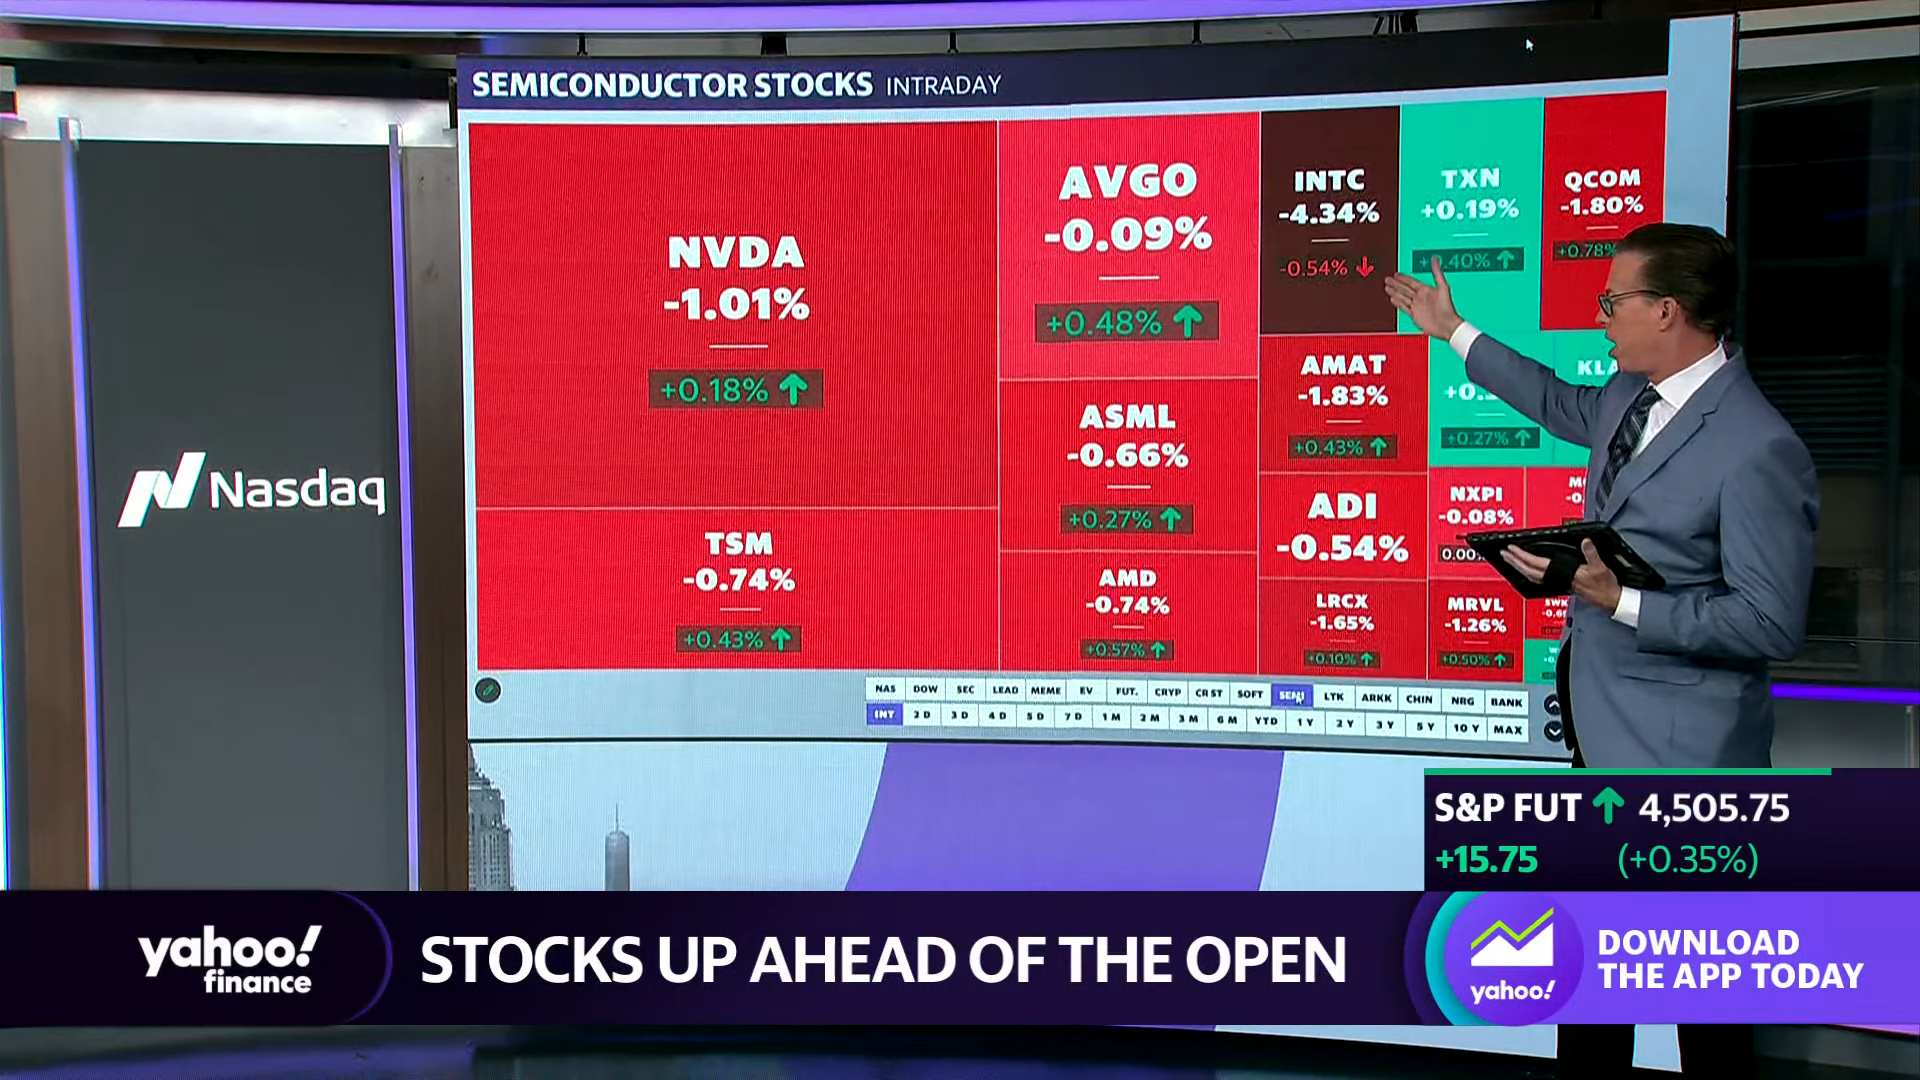 SEMICONDUCTOR STOCKS INTRADAY
NVDA
-1.01%
+0.18%
TSM
-0.74%
+0.43%
AVGO
-0.09%
+0.48%
ASML
-0.66%
+0.27%
AMD
-0.74%
+0.57%
INTC
-4.34%
-0.54%
TXN
+0.19%
QCOM
-1.80%
+0.78%
AMAT
-1.83%
+0.43%
+0.27%
ADI
-0.54%
NXPI
-0.08%
LRCX
-1.65%
+0.10%
MRVL
-1.26%
+0.50%
NAS DOW SEC LEAD MEME EV FUT. CRYP CRST SOFT SEMI LTK ARKK CHIN NRG BANK
INT 2 D 3 D 4 D 5 D 7 D 1 M 2 M 3 M 6 M YTD 1 Y 2 Y 3 Y 5 Y 10 Y MAX
Nasdaq
S&P FUT 4,505.75
+15.75 (+0.35%)
yahoo!
finance
STOCKS UP AHEAD OF THE OPEN
yahoo!
DOWNLOAD
THE APP TODAY